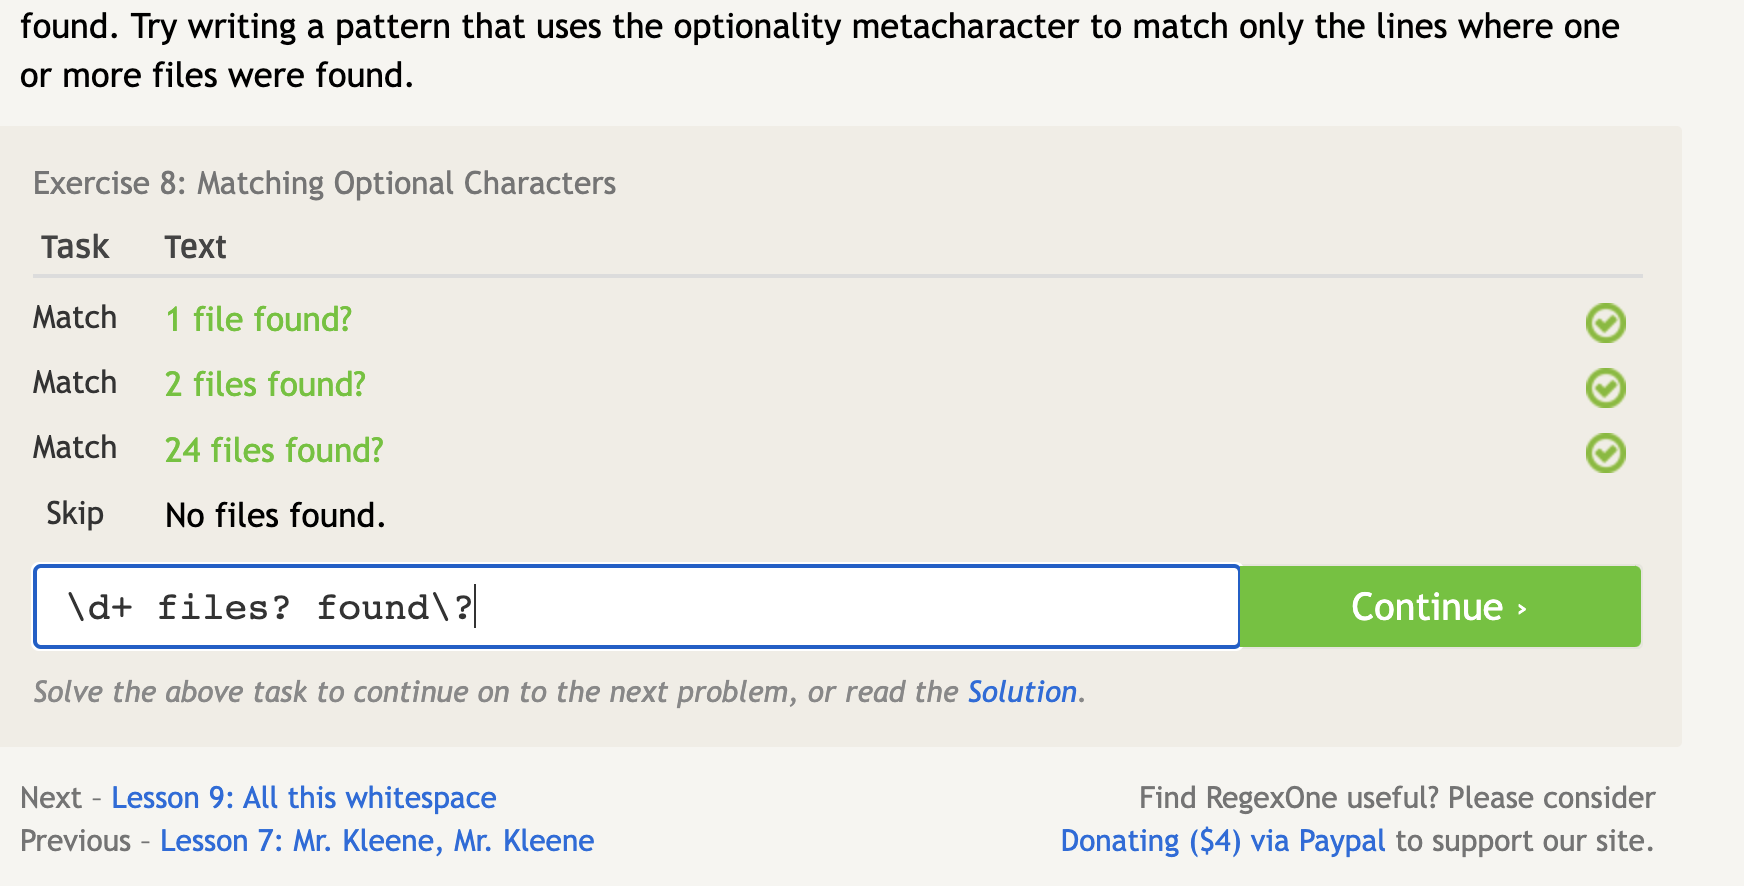 found. Try writing a pattern that uses the optionality metacharacter to match only the lines where one
or more files were found.
Exercise 8: Matching Optional Characters
Task Text
Match 1 file found?
Match 2 files found?
Match 24 files found?
Skip No files found.
\d+ files? found\?
Continue ›
Solve the above task to continue on to the next problem, or read the Solution.
Next – Lesson 9: All this whitespace
Previous – Lesson 7: Mr. Kleene, Mr. Kleene
Find RegexOne useful? Please consider
Donating ($4) via Paypal to support our site.